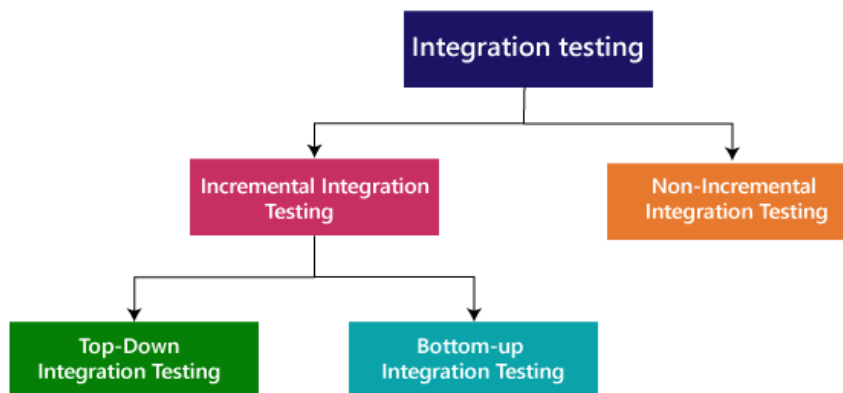 Integration testing
Incremental Integration
Testing
Non-Incremental
Integration Testing
Top-Down
Integration Testing
Bottom-up
Integration Testing